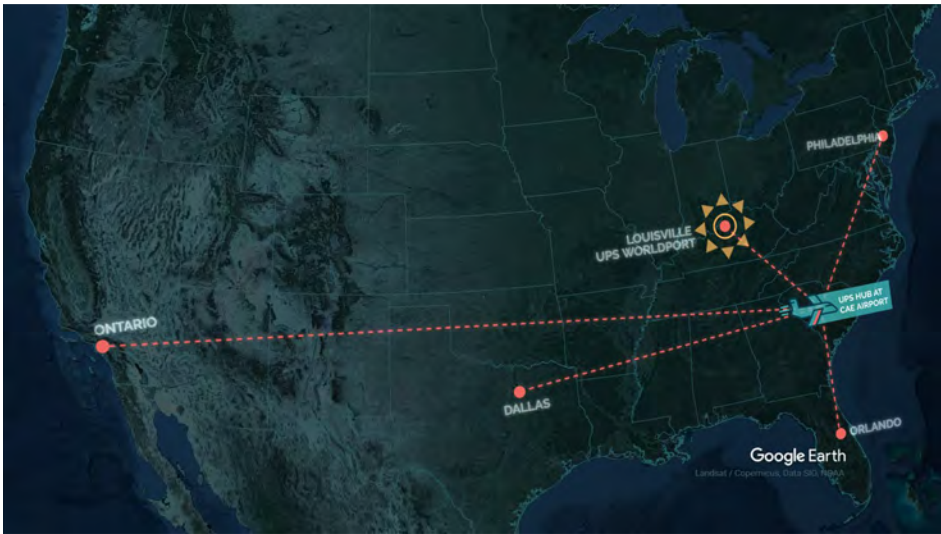 PHILADELPHIA
LOUISVILLE
UPS WORLDPORT
UPS HUB AT
CAE AIRPORT
ONTARIO
DALLAS
ORLANDO
Google Earth
Landsat / Copernicus, Data SIO, NOAA